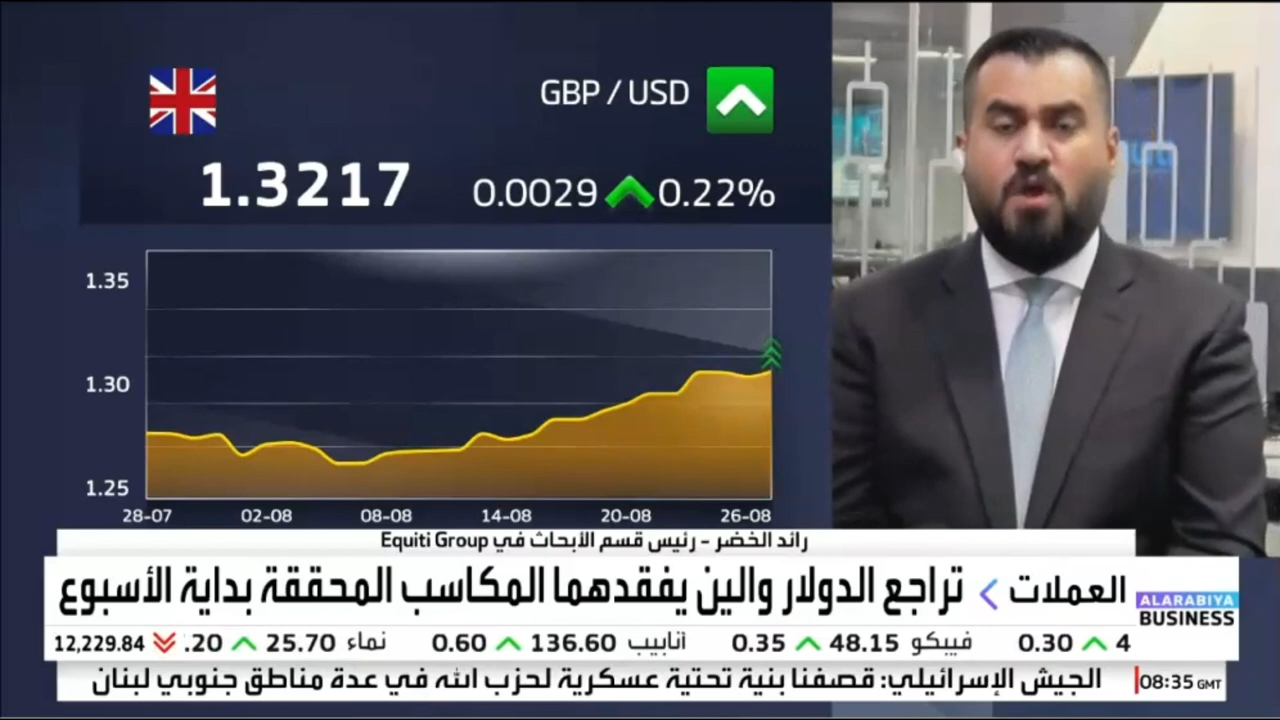 GBP / USD
1.3217 0.0029 0.22%
1.35
1.30
1.25
28-07 02-08 08-08 14-08 20-08 26-08
رائد الخضر – رئيس قسم الأبحاث في Equiti Group
العملات > تراجع الدولار والين يفقدهما المكاسب المحققة بداية الأسبوع
ALARABIYA
BUSINESS
4 0.30 فيبكو 48.15 0.35 أنابيب 136.60 0.60 نماء 25.70 .20 12,229.84
08:35 GMT الجيش الإسرائيلي: قصفنا بنية تحتية عسكرية لحزب الله في عدة مناطق جنوبي لبنان